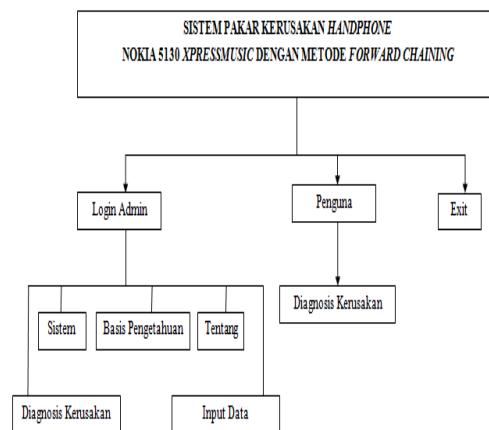 SISTEM PAKAR KERUSAKAN HANDPHONE
NOKIA 5130 XPRESSMUSIC DENGAN METODE FORWARD CHAINING
Login Admin
Penguna
Exit
Diagnosis Kerusakan
Sistem
Basis Pengetahuan
Tentang
Diagnosis Kerusakan
Input Data